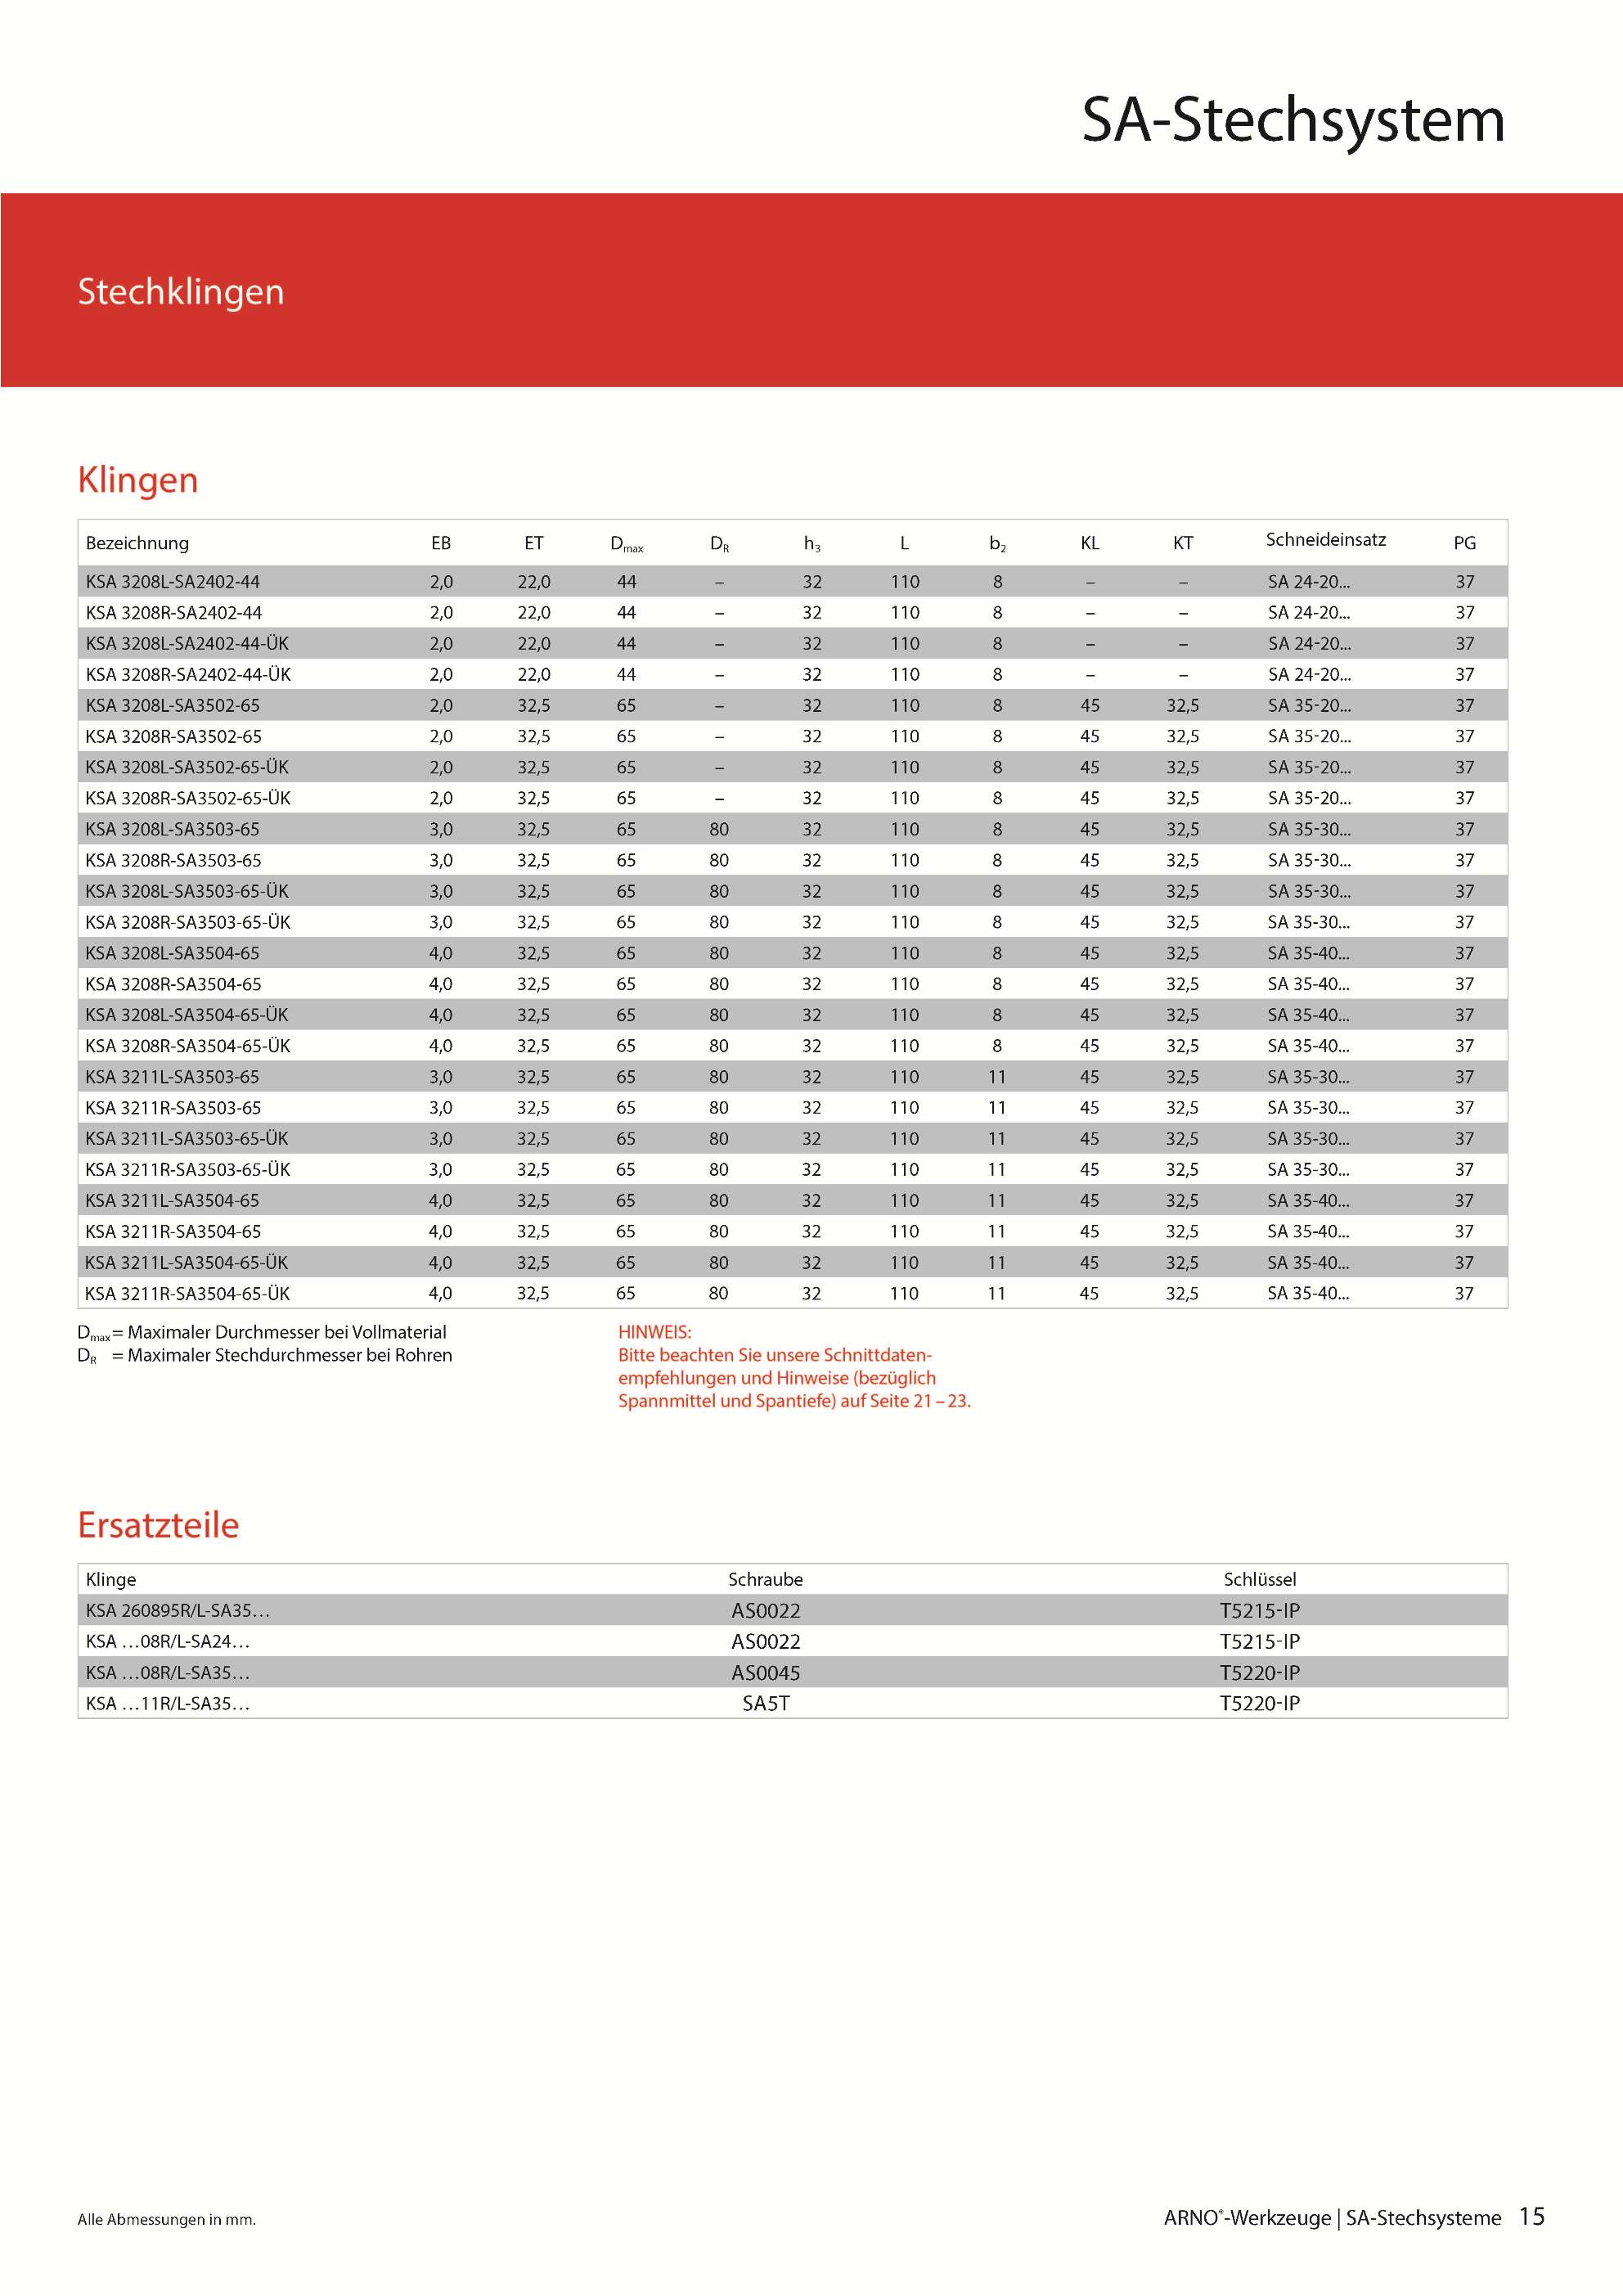 SA-Stechsystem
Stechklingen
Klingen
Bezeichnung EB ET Dmax DR h3 L b2 KL KT Schneideinsatz PG
KSA 3208L-SA2402-44 2,0 22,0 44 – 32 110 8 – – SA 24-20... 37
KSA 3208R-SA2402-44 2,0 22,0 44 – 32 110 8 – – SA 24-20... 37
KSA 3208L-SA2402-44-ÜK 2,0 22,0 44 – 32 110 8 – – SA 24-20... 37
KSA 3208R-SA2402-44-ÜK 2,0 22,0 44 – 32 110 8 – – SA 24-20... 37
KSA 3208L-SA3502-65 2,0 32,5 65 – 32 110 8 45 32,5 SA 35-20... 37
KSA 3208R-SA3502-65 2,0 32,5 65 – 32 110 8 45 32,5 SA 35-20... 37
KSA 3208L-SA3502-65-ÜK 2,0 32,5 65 – 32 110 8 45 32,5 SA 35-20... 37
KSA 3208R-SA3502-65-ÜK 2,0 32,5 65 – 32 110 8 45 32,5 SA 35-20... 37
KSA 3208L-SA3503-65 3,0 32,5 65 80 32 110 8 45 32,5 SA 35-30... 37
KSA 3208R-SA3503-65 3,0 32,5 65 80 32 110 8 45 32,5 SA 35-30... 37
KSA 3208L-SA3503-65-ÜK 3,0 32,5 65 80 32 110 8 45 32,5 SA 35-30... 37
KSA 3208R-SA3503-65-ÜK 3,0 32,5 65 80 32 110 8 45 32,5 SA 35-30... 37
KSA 3208L-SA3504-65 4,0 32,5 65 80 32 110 8 45 32,5 SA 35-40... 37
KSA 3208R-SA3504-65 4,0 32,5 65 80 32 110 8 45 32,5 SA 35-40... 37
KSA 3208L-SA3504-65-ÜK 4,0 32,5 65 80 32 110 8 45 32,5 SA 35-40... 37
KSA 3208R-SA3504-65-ÜK 4,0 32,5 65 80 32 110 8 45 32,5 SA 35-40... 37
KSA 3211L-SA3503-65 3,0 32,5 65 80 32 110 11 45 32,5 SA 35-30... 37
KSA 3211R-SA3503-65 3,0 32,5 65 80 32 110 11 45 32,5 SA 35-30... 37
KSA 3211L-SA3503-65-ÜK 3,0 32,5 65 80 32 110 11 45 32,5 SA 35-30... 37
KSA 3211R-SA3503-65-ÜK 3,0 32,5 65 80 32 110 11 45 32,5 SA 35-30... 37
KSA 3211L-SA3504-65 4,0 32,5 65 80 32 110 11 45 32,5 SA 35-40... 37
KSA 3211R-SA3504-65 4,0 32,5 65 80 32 110 11 45 32,5 SA 35-40... 37
KSA 3211L-SA3504-65-ÜK 4,0 32,5 65 80 32 110 11 45 32,5 SA 35-40... 37
KSA 3211R-SA3504-65-ÜK 4,0 32,5 65 80 32 110 11 45 32,5 SA 35-40... 37
Dmax = Maximaler Durchmesser bei Vollmaterial
DR = Maximaler Stechdurchmesser bei Rohren
HINWEIS:
Bitte beachten Sie unsere Schnittdaten-
empfehlungen und Hinweise (bezüglich
Spannmittel und Spantiefe) auf Seite 21 – 23.
Ersatzteile
Klinge Schraube Schlüssel
KSA 260895R/L-SA35… AS0022 T5215-IP
KSA …08R/L-SA24… AS0022 T5215-IP
KSA …08R/L-SA35… AS0045 T5220-IP
KSA …11R/L-SA35… SA5T T5220-IP
Alle Abmessungen in mm.
ARNO®-Werkzeuge | SA-Stechsysteme 15